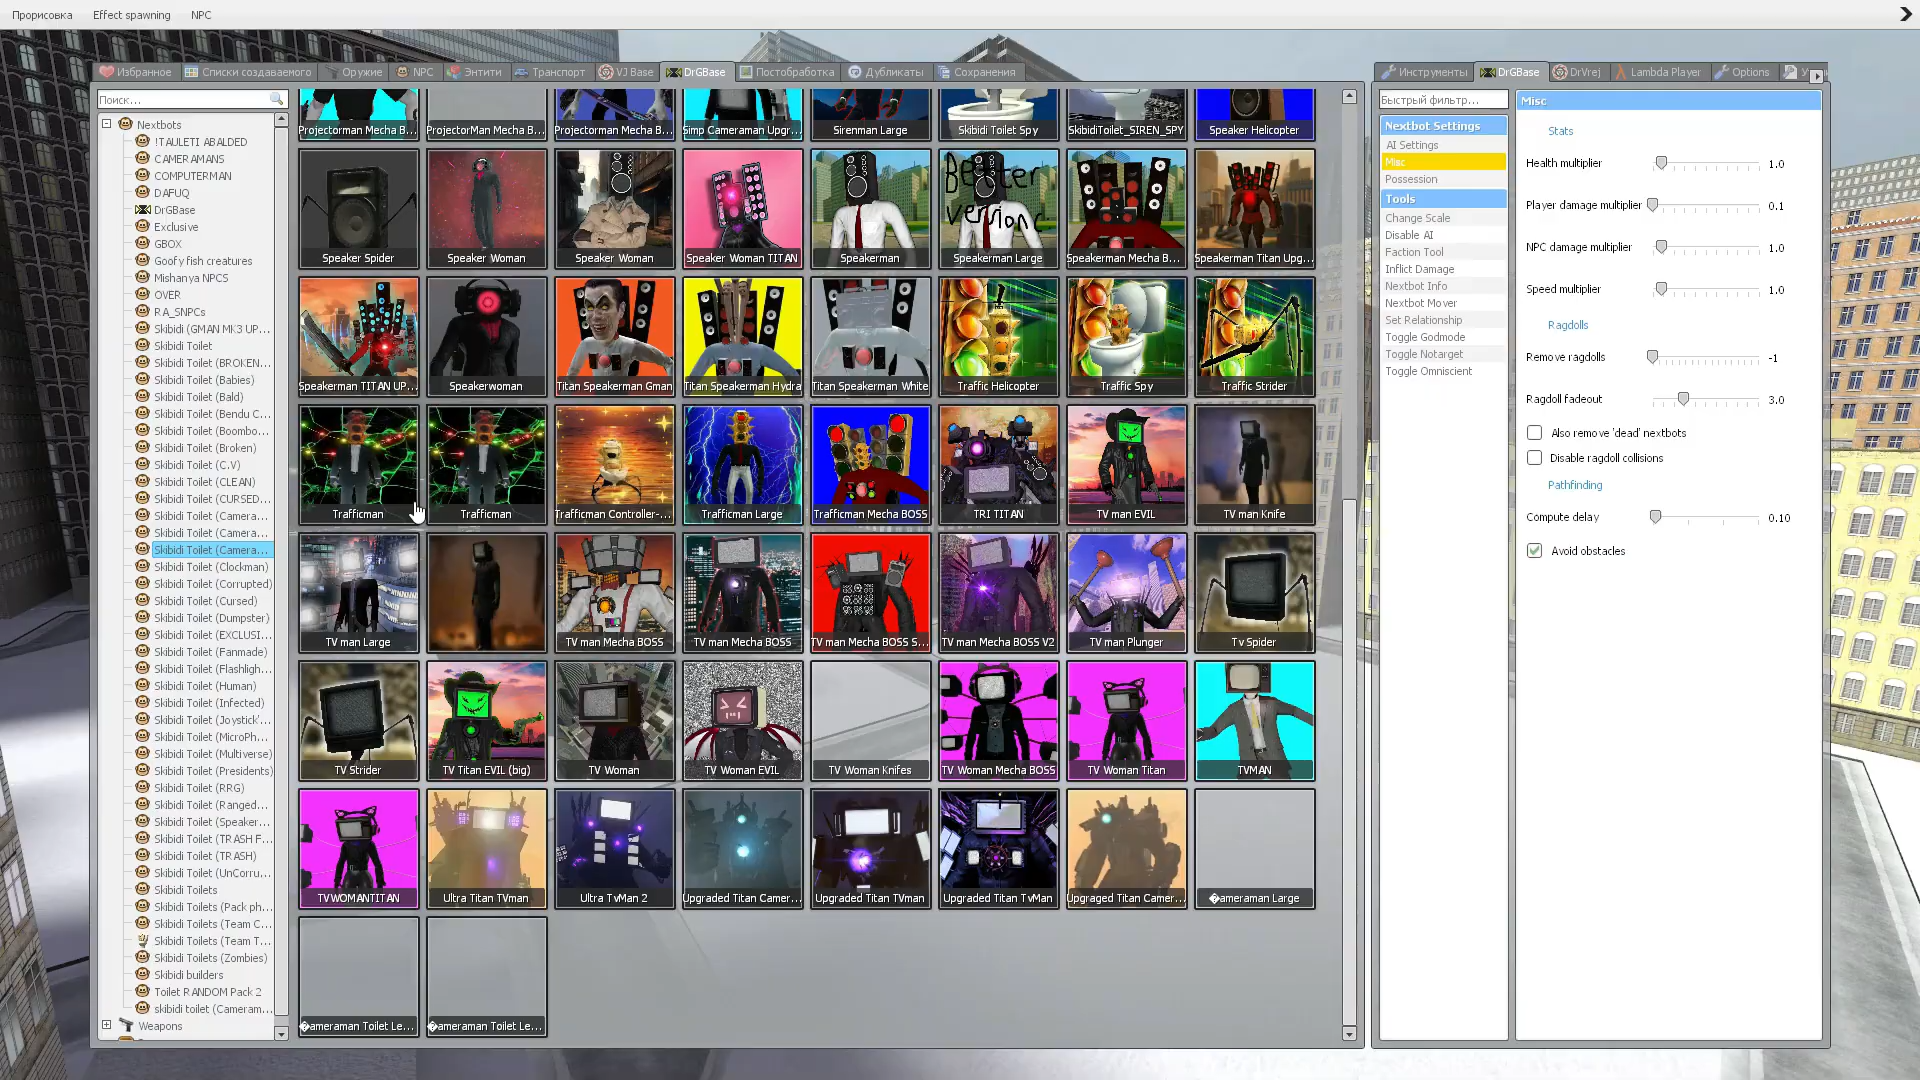 Прорисовка Effect spawning NPC
Избранное Списки создаваемого Оружие NPC Энтити Транспорт VJ Base DrGBase Постобработка Дубликаты Сохранения
Инструменты DrGBase DrVrej Lambda Player Options
Поиск...
Nextbots
!TAULETI ABALDED
CAMERAMANS
COMPUTERMAN
DAFUQ
DrGBase
Exclusive
GBOX
Goofy fish creatures
Mishanya NPCS
OVER
RA_SNPCs
Skibidi (GMAN MK3 UP...
Skibidi Toilet
Skibidi Toilet (BROKEN...
Skibidi Toilet (Babies)
Skibidi Toilet (Bald)
Skibidi Toilet (Bendu C...
Skibidi Toilet (Boombo...
Skibidi Toilet (Broken)
Skibidi Toilet (C.V)
Skibidi Toilet (CLEAN)
Skibidi Toilet (CURSED...
Skibidi Toilet (Camera...
Skibidi Toilet (Camera...
Skibidi Toilet (Camera...
Skibidi Toilet (Clockman)
Skibidi Toilet (Corrupted)
Skibidi Toilet (Cursed)
Skibidi Toilet (Dumpster)
Skibidi Toilet (EXCLUSI...
Skibidi Toilet (Fanmade)
Skibidi Toilet (Flashligh...
Skibidi Toilet (Human)
Skibidi Toilet (Infected)
Skibidi Toilet (Joystick'...
Skibidi Toilet (MicroPh...
Skibidi Toilet (Multiverse)
Skibidi Toilet (Presidents)
Skibidi Toilet (RRG)
Skibidi Toilet (Ranged...
Skibidi Toilet (Speaker...
Skibidi Toilet (TRASH F...
Skibidi Toilet (TRASH)
Skibidi Toilet (UnCorru...
Skibidi Toilets
Skibidi Toilets (Pack ph...
Skibidi Toilets (Team C...
Skibidi Toilets (Team T...
Skibidi Toilets (Zombies)
Skibidi builders
Toilet RANDOM Pack 2
skibidi toilet (Cameram...
Weapons
Projectorman Mecha B... ProjectorMan Mecha B... Projectorman Mecha B... Simp Cameraman Upgr... Sirenman Large Skibidi Toilet Spy SkibidiToilet_SIREN_SPY Speaker Helicopter
Better
version
Speaker Spider Speaker Woman Speaker Woman Speaker Woman TITAN Speakerman Speakerman Large Speakerman Mecha B... Speakerman Titan Upg...
Speakerman TITAN UP... Speakerwoman Titan Speakerman Gman Titan Speakerman Hydra Titan Speakerman White Traffic Helicopter Traffic Spy Traffic Strider
Trafficman Trafficman Trafficman Controller-... Trafficman Large Trafficman Mecha BOSS TRI TITAN TV man EVIL TV man Knife
TV man Large TV man Mecha BOSS TV man Mecha BOSS TV man Mecha BOSS S... TV man Mecha BOSS V2 TV man Plunger Tv Spider
TV Strider TV Titan EVIL (big) TV Woman TV Woman EVIL TV Woman Knifes TV Woman Mecha BOSS TV Woman Titan TVMAN
TVWOMANTITAN Ultra Titan TVman Ultra TvMan 2 Upgraded Titan Camer... Upgraded Titan TVman Upgraded Titan TvMan Upgraged Titan Camer... �ameraman Large
�ameraman Toilet Le... �ameraman Toilet Le...
Быстрый фильтр...
Nextbot Settings
AI Settings
Misc
Possession
Tools
Change Scale
Disable AI
Faction Tool
Inflict Damage
Nextbot Info
Nextbot Mover
Set Relationship
Toggle Godmode
Toggle Notarget
Toggle Omniscient
Misc
Stats
Health multiplier 1.0
Player damage multiplier 0.1
NPC damage multiplier 1.0
Speed multiplier 1.0
Ragdolls
Remove ragdolls -1
Ragdoll fadeout 3.0
Also remove 'dead' nextbots
Disable ragdoll collisions
Pathfinding
Compute delay 0.10
Avoid obstacles